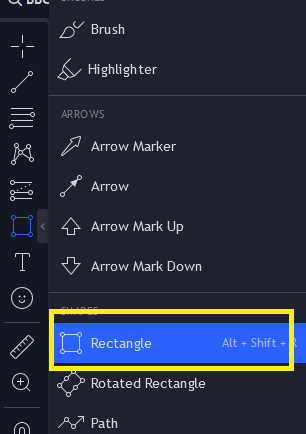 BRUSHES
Brush
Highlighter
ARROWS
Arrow Marker
Arrow
Arrow Mark Up
Arrow Mark Down
SHAPES
Rectangle Alt + Shift + R
Rotated Rectangle
Path